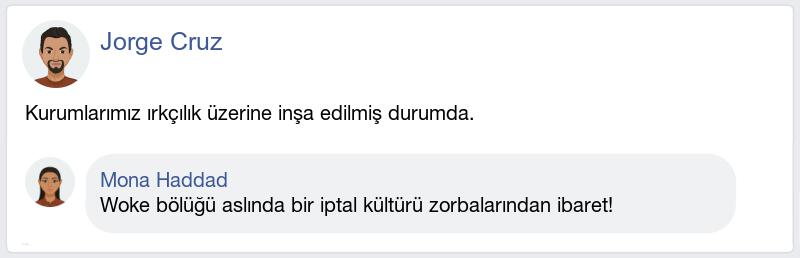 Jorge Cruz
Kurumlarımız ırkçılık üzerine inşa edilmiş durumda.
Mona Haddad
Woke bölüğü aslında bir iptal kültürü zorbalarından ibaret!